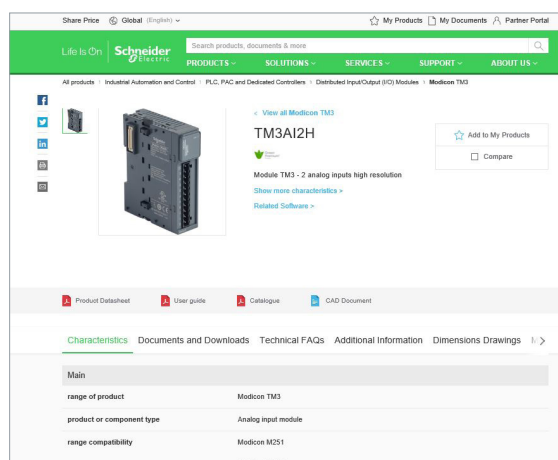 Share Price Global (English) My Products My Documents Partner Portal
Life Is On Schneider Electric
Search products, documents & more
PRODUCTS SOLUTIONS SERVICES SUPPORT ABOUT US
All products Industrial Automation and Control PLC, PAC and Dedicated Controllers Distributed Input/Output (I/O) Modules Modicon TM3
< View all Modicon TM3
TM3AI2H
Module TM3 - 2 analog inputs high resolution
Show more characteristics >
Related Software >
Add to My Products
Compare
Product Datasheet User guide Catalogue CAD Document
Characteristics Documents and Downloads Technical FAQs Additional Information Dimensions Drawings
Main
range of product Modicon TM3
product or component type Analog input module
range compatibility Modicon M251